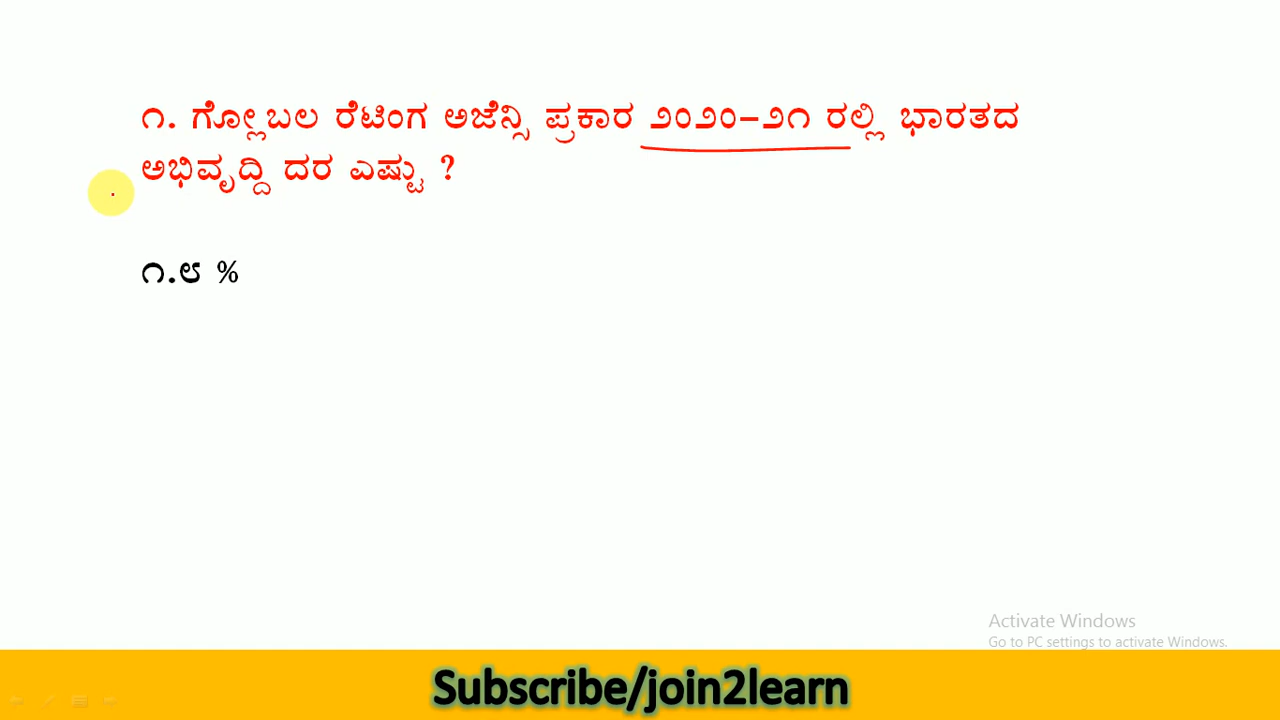 ೧. ಗ್ಲೋಬಲ ರೆಟಿಂಗ ಅಜೆನ್ಸಿ ಪ್ರಕಾರ ೨೦೨೦-೨೧ ರಲ್ಲಿ ಭಾರತದ
ಅಭಿವೃದ್ದಿ ದರ ಎಷ್ಟು ?
೧.೮ %
Activate Windows
Go to PC settings to activate Windows.
Subscribe/join2learn